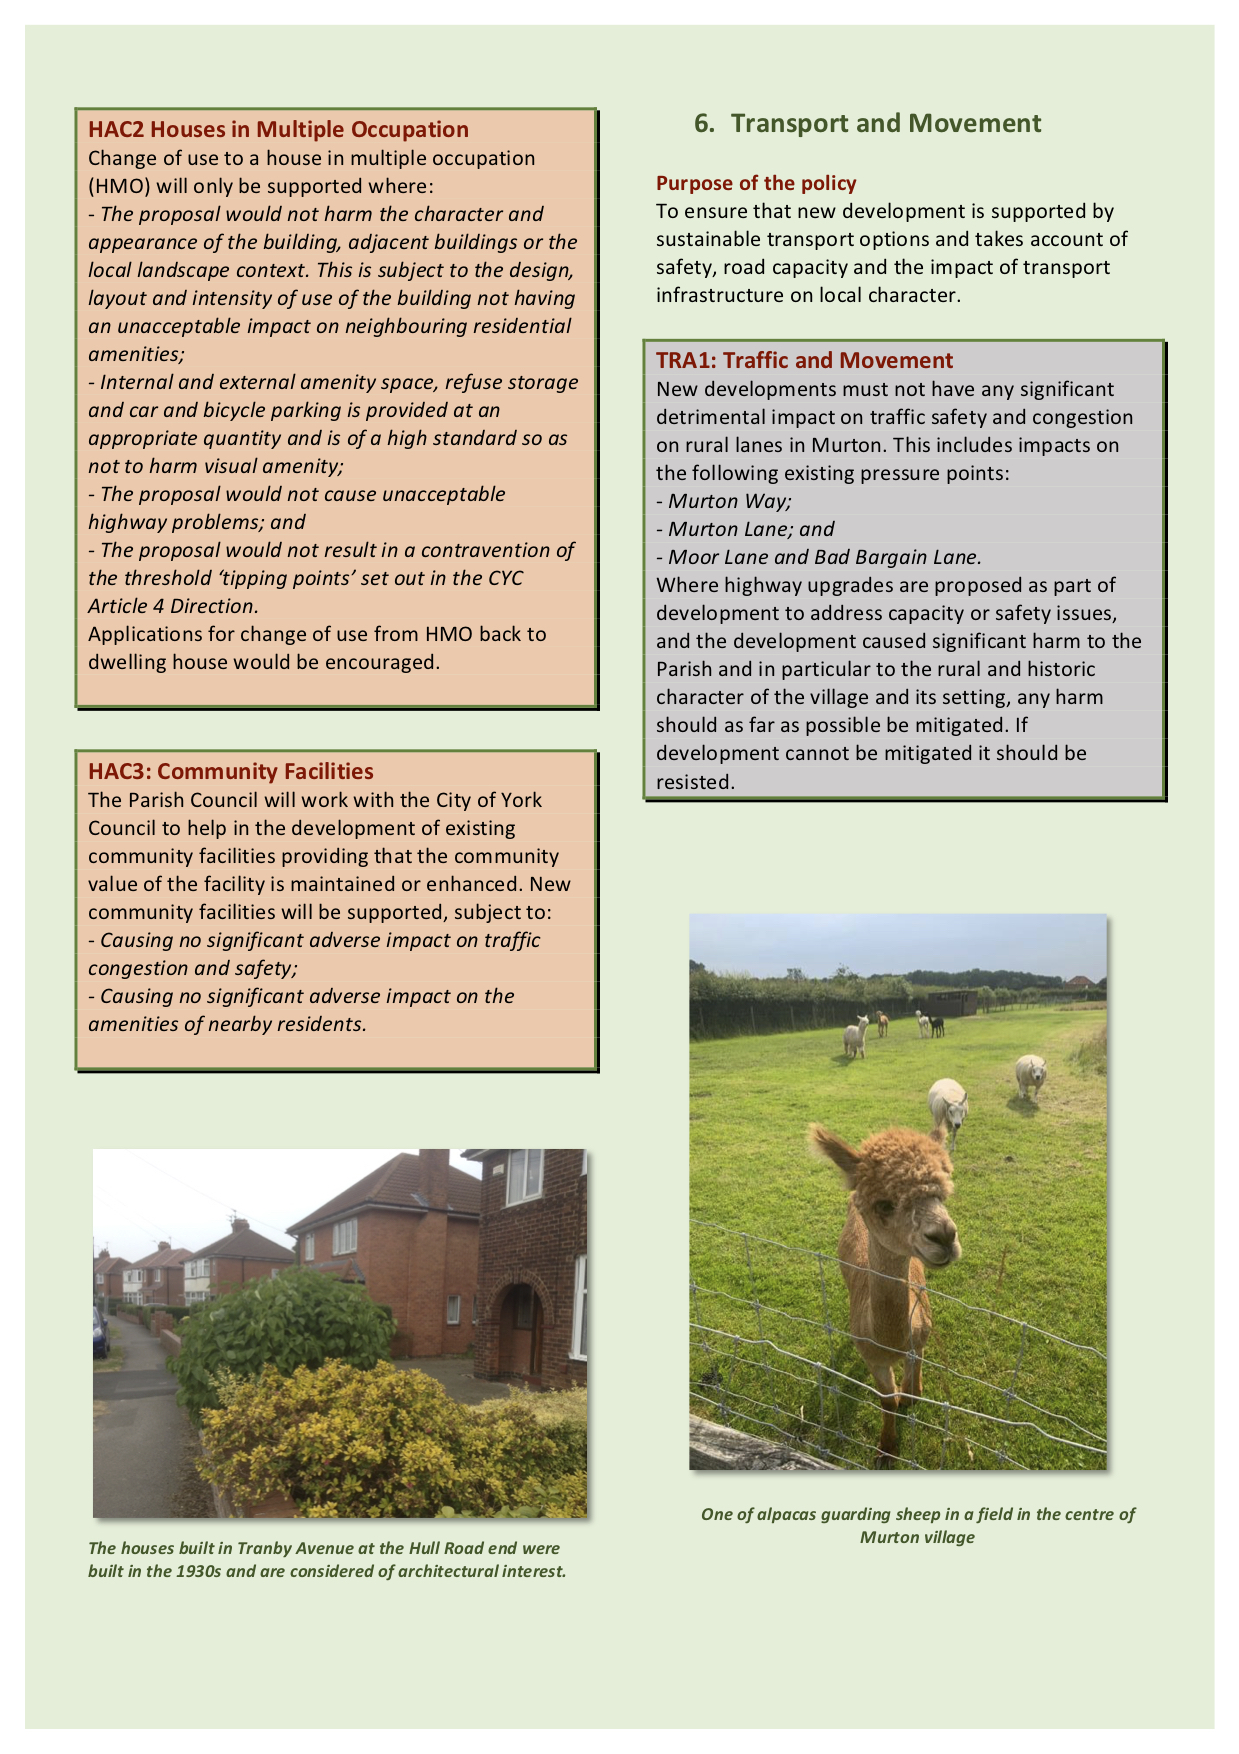 HAC2 Houses in Multiple Occupation
Change of use to a house in multiple occupation
(HMO) will only be supported where:
- The proposal would not harm the character and
appearance of the building, adjacent buildings or the
local landscape context. This is subject to the design,
layout and intensity of use of the building not having
an unacceptable impact on neighbouring residential
amenities;
- Internal and external amenity space, refuse storage
and car and bicycle parking is provided at an
appropriate quantity and is of a high standard so as
not to harm visual amenity;
- The proposal would not cause unacceptable
highway problems; and
- The proposal would not result in a contravention of
the threshold ‘tipping points’ set out in the CYC
Article 4 Direction.
Applications for change of use from HMO back to
dwelling house would be encouraged.
HAC3: Community Facilities
The Parish Council will work with the City of York
Council to help in the development of existing
community facilities providing that the community
value of the facility is maintained or enhanced. New
community facilities will be supported, subject to:
- Causing no significant adverse impact on traffic
congestion and safety;
- Causing no significant adverse impact on the
amenities of nearby residents.
The houses built in Tranby Avenue at the Hull Road end were
built in the 1930s and are considered of architectural interest.
6. Transport and Movement
Purpose of the policy
To ensure that new development is supported by
sustainable transport options and takes account of
safety, road capacity and the impact of transport
infrastructure on local character.
TRA1: Traffic and Movement
New developments must not have any significant
detrimental impact on traffic safety and congestion
on rural lanes in Murton. This includes impacts on
the following existing pressure points:
- Murton Way;
- Murton Lane; and
- Moor Lane and Bad Bargain Lane.
Where highway upgrades are proposed as part of
development to address capacity or safety issues,
and the development caused significant harm to the
Parish and in particular to the rural and historic
character of the village and its setting, any harm
should as far as possible be mitigated. If
development cannot be mitigated it should be
resisted.
One of alpacas guarding sheep in a field in the centre of
Murton village